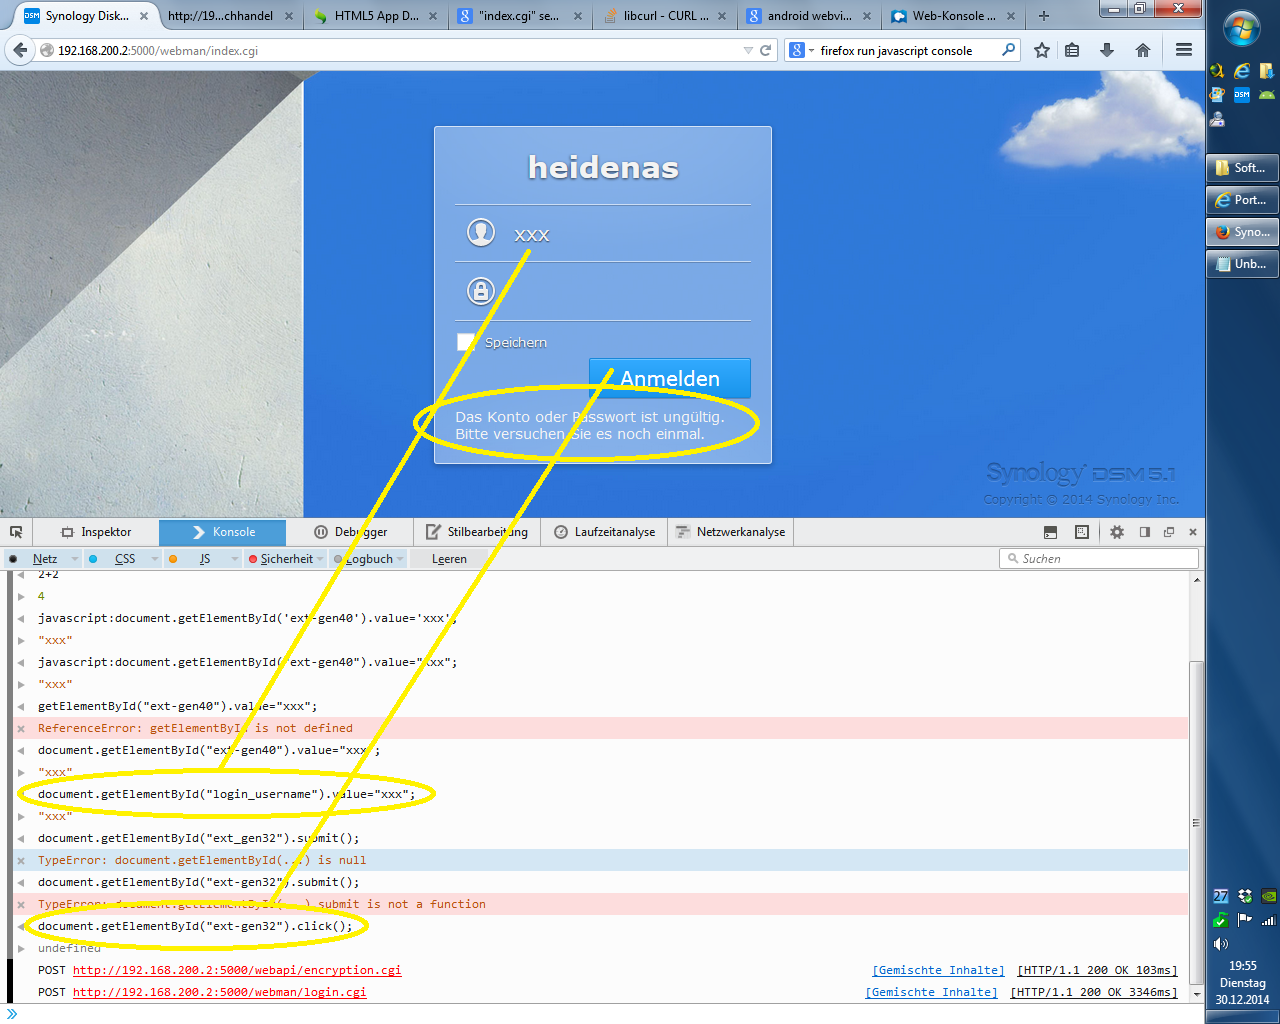 Synology Disk...
http://19...chhandel
HTML5 App D...
"index.cgi" se...
libcurl - CURL ...
android webvi...
Web-Konsole ...
192.168.200.2:5000/webman/index.cgi
firefox run javascript console
heidenas
xxx
Speichern
Anmelden
Das Konto oder Passwort ist ungültig.
Bitte versuchen Sie es noch einmal.
Synology DSM 5.1
Copyright © 2014 Synology Inc.
DSM
Soft...
Port...
Syno...
Unb...
Inspektor
Konsole
Debugger
Stilbearbeitung
Laufzeitanalyse
Netzwerkanalyse
Netz
CSS
JS
Sicherheit
Logbuch
Leeren
Suchen
2+2
4
javascript:document.getElementById('ext-gen40').value='xxx';
"xxx"
javascript:document.getElementById("ext-gen40").value="xxx";
"xxx"
getElementById("ext-gen40").value="xxx";
ReferenceError: getElementById is not defined
document.getElementById("ext-gen40").value="xxx";
"xxx"
document.getElementById("login_username").value="xxx";
"xxx"
document.getElementById("ext_gen32").submit();
TypeError: document.getElementById(...) is null
document.getElementById("ext-gen32").submit();
TypeError: document.getElementById(...).submit is not a function
document.getElementById("ext-gen32").click();
undefined
POST http://192.168.200.2:5000/webapi/encryption.cgi [Gemischte Inhalte] [HTTP/1.1 200 OK 103ms]
POST http://192.168.200.2:5000/webman/login.cgi [Gemischte Inhalte] [HTTP/1.1 200 OK 3346ms]
27
19:55
Dienstag
30.12.2014